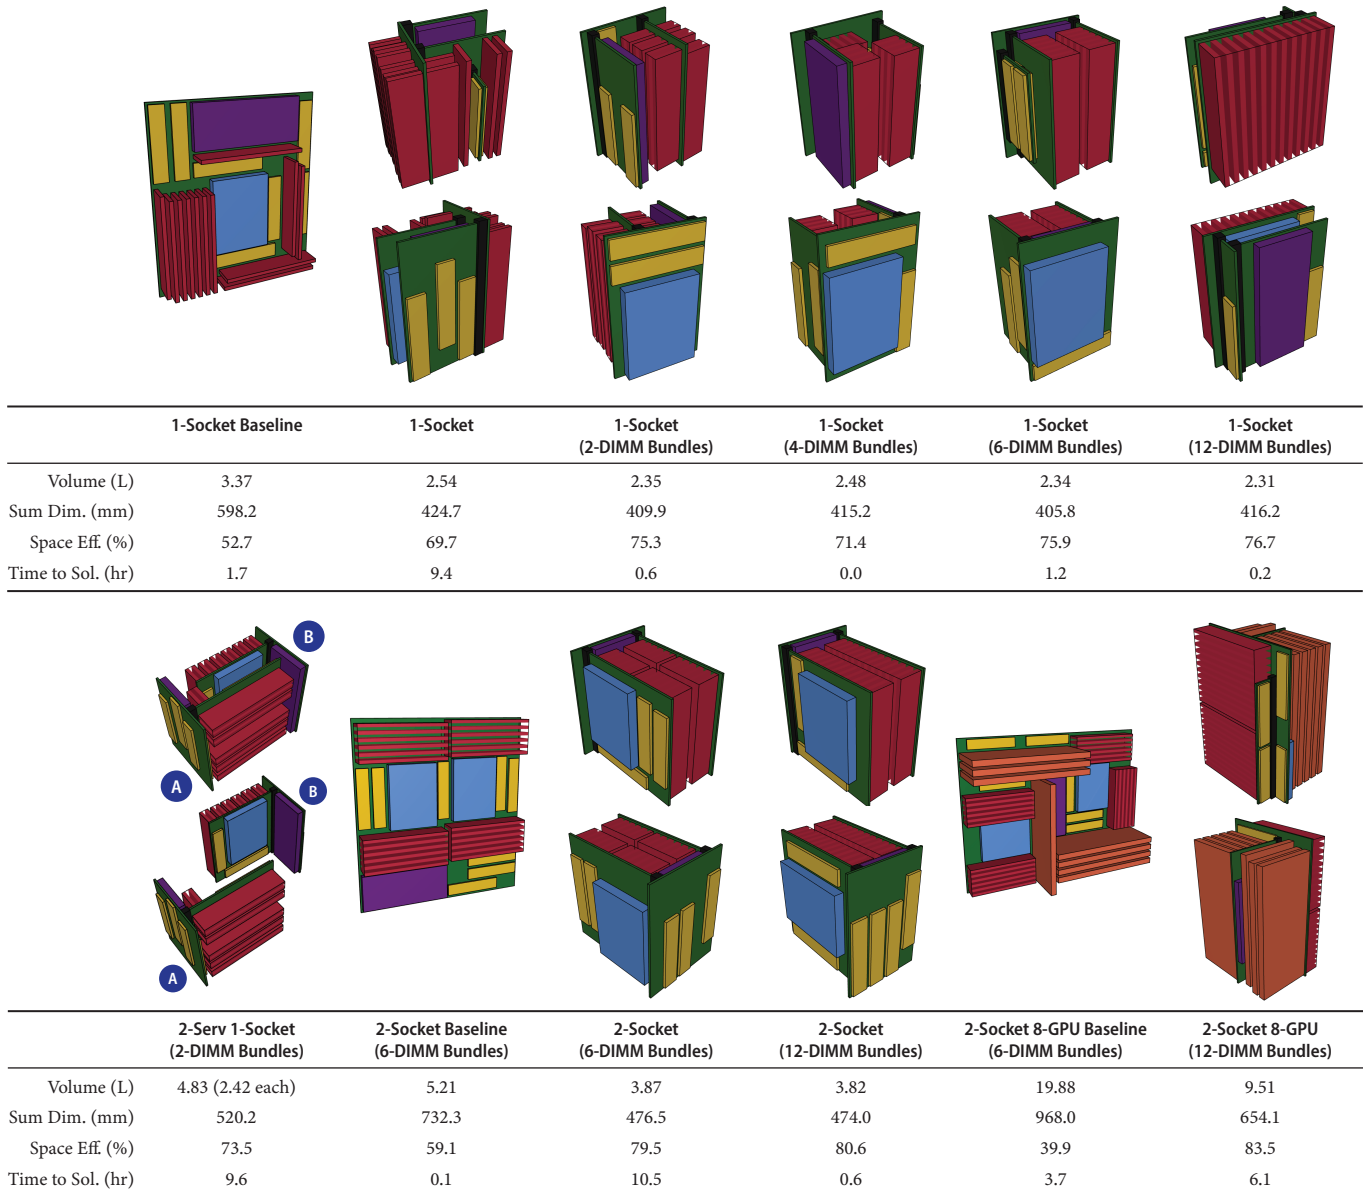 1-Socket Baseline 1-Socket 1-Socket 1-Socket 1-Socket 1-Socket
(2-DIMM Bundles) (4-DIMM Bundles) (6-DIMM Bundles) (12-DIMM Bundles)
Volume (L) 3.37 2.54 2.35 2.48 2.34 2.31
Sum Dim. (mm) 598.2 424.7 409.9 415.2 405.8 416.2
Space Eff. (%) 52.7 69.7 75.3 71.4 75.9 76.7
Time to Sol. (hr) 1.7 9.4 0.6 0.0 1.2 0.2
B
A
B
A
2-Serv 1-Socket 2-Socket Baseline 2-Socket 2-Socket 2-Socket 8-GPU Baseline 2-Socket 8-GPU
(2-DIMM Bundles) (6-DIMM Bundles) (6-DIMM Bundles) (12-DIMM Bundles) (6-DIMM Bundles) (12-DIMM Bundles)
Volume (L) 4.83 (2.42 each) 5.21 3.87 3.82 19.88 9.51
Sum Dim. (mm) 520.2 732.3 476.5 474.0 968.0 654.1
Space Eff. (%) 73.5 59.1 79.5 80.6 39.9 83.5
Time to Sol. (hr) 9.6 0.1 10.5 0.6 3.7 6.1